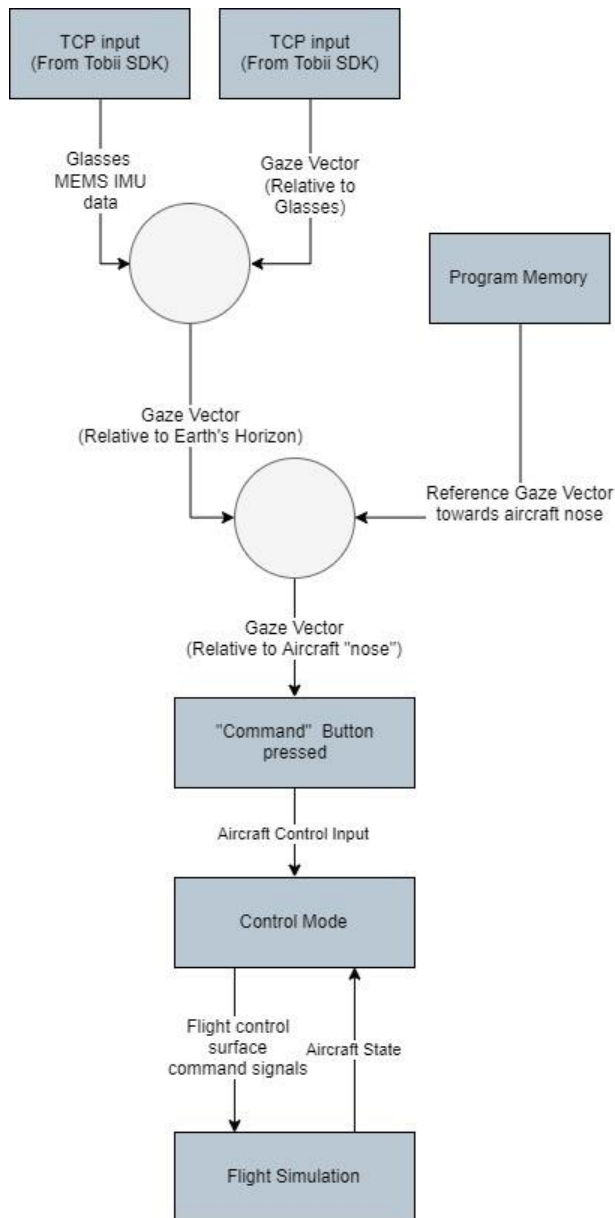 TCP input
(From Tobii SDK)
TCP input
(From Tobii SDK)
Glasses
MEMS IMU
data
Gaze Vector
(Relative to
Glasses)
Program Memory
Gaze Vector
(Relative to Earth's Horizon)
Reference Gaze Vector
towards aircraft nose
Gaze Vector
(Relative to Aircraft "nose")
"Command" Button
pressed
Aircraft Control Input
Control Mode
Flight control
surface
command signals
Aircraft State
Flight Simulation